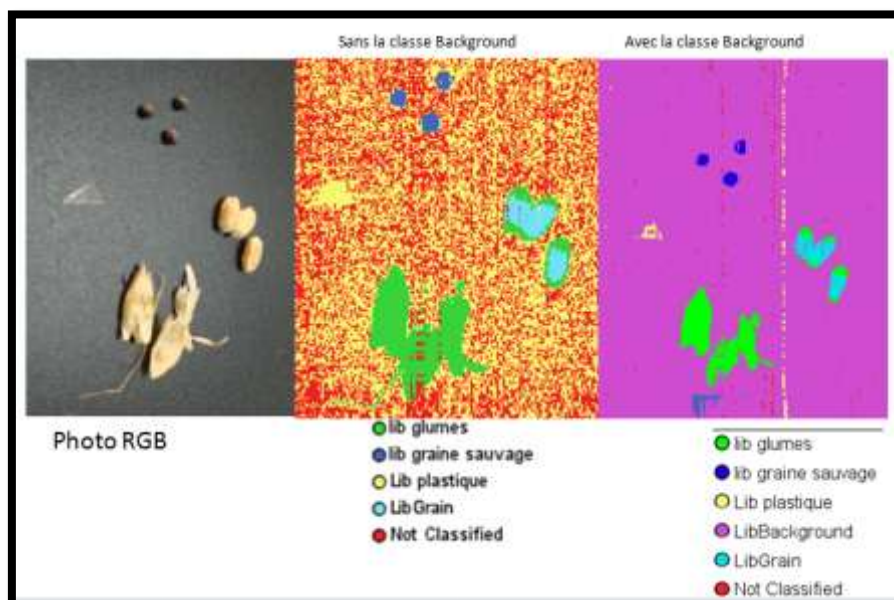 Sans la classe Background
Avec la classe Background
Photo RGB
lib glumes
lib graine sauvage
Lib plastique
LibGrain
Not Classified
lib glumes
lib graine sauvage
Lib plastique
LibBackground
LibGrain
Not Classified